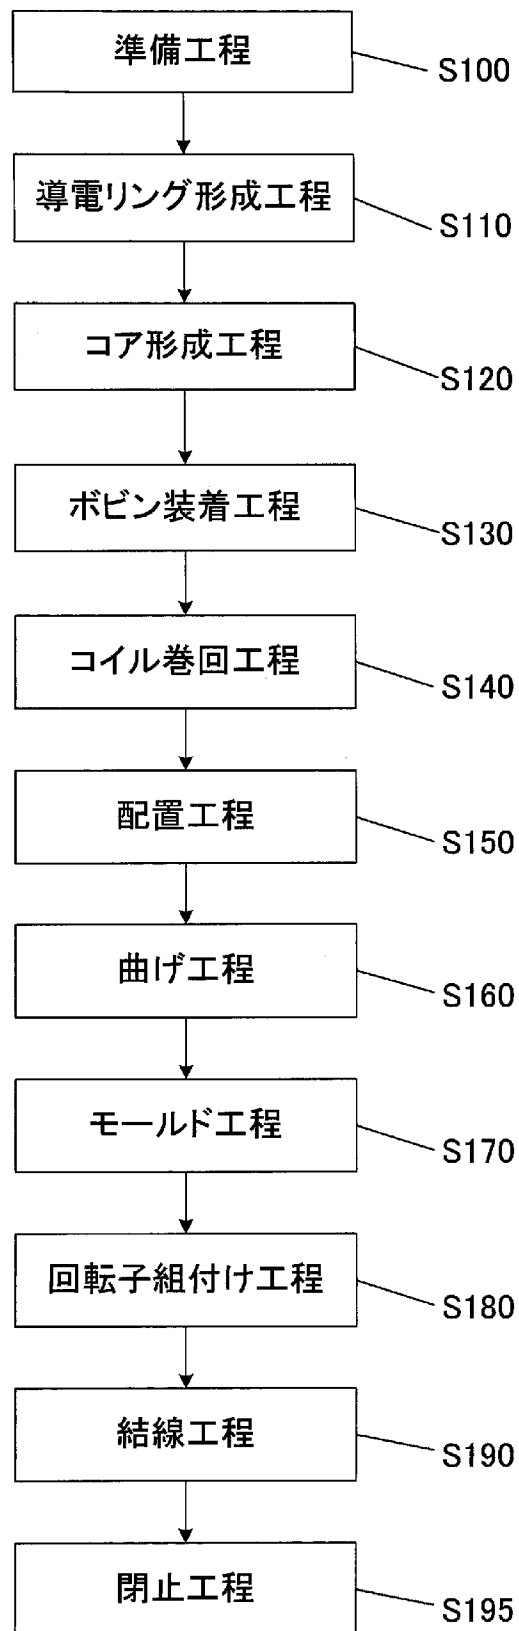 準備工程
S100
導電リング形成工程
S110
コア形成工程
S120
ボビン装着工程
S130
コイル巻回工程
S140
配置工程
S150
曲げ工程
S160
モールド工程
S170
回転子組付け工程
S180
結線工程
S190
閉止工程
S195